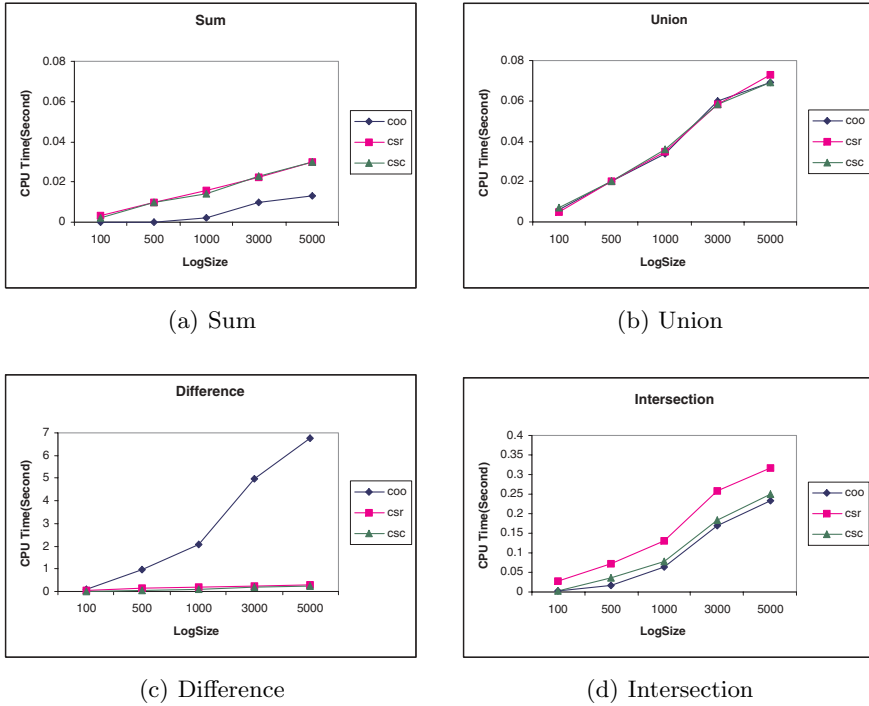 Sum
0.08
0.06
0.04
0.02
0
CPU Time(Second)
100 500 1000 3000 5000
LogSize
coo
csr
csc
(a) Sum
Union
0.08
0.06
0.04
0.02
0
CPU Time(Second)
100 500 1000 3000 5000
LogSize
coo
csr
csc
(b) Union
Difference
7
6
5
4
3
2
1
0
CPU Time(Second)
100 500 1000 3000 5000
LogSize
coo
csr
csc
(c) Difference
Intersection
0.4
0.35
0.3
0.25
0.2
0.15
0.1
0.05
0
CPU Time(Second)
100 500 1000 3000 5000
LogSize
coo
csr
csc
(d) Intersection